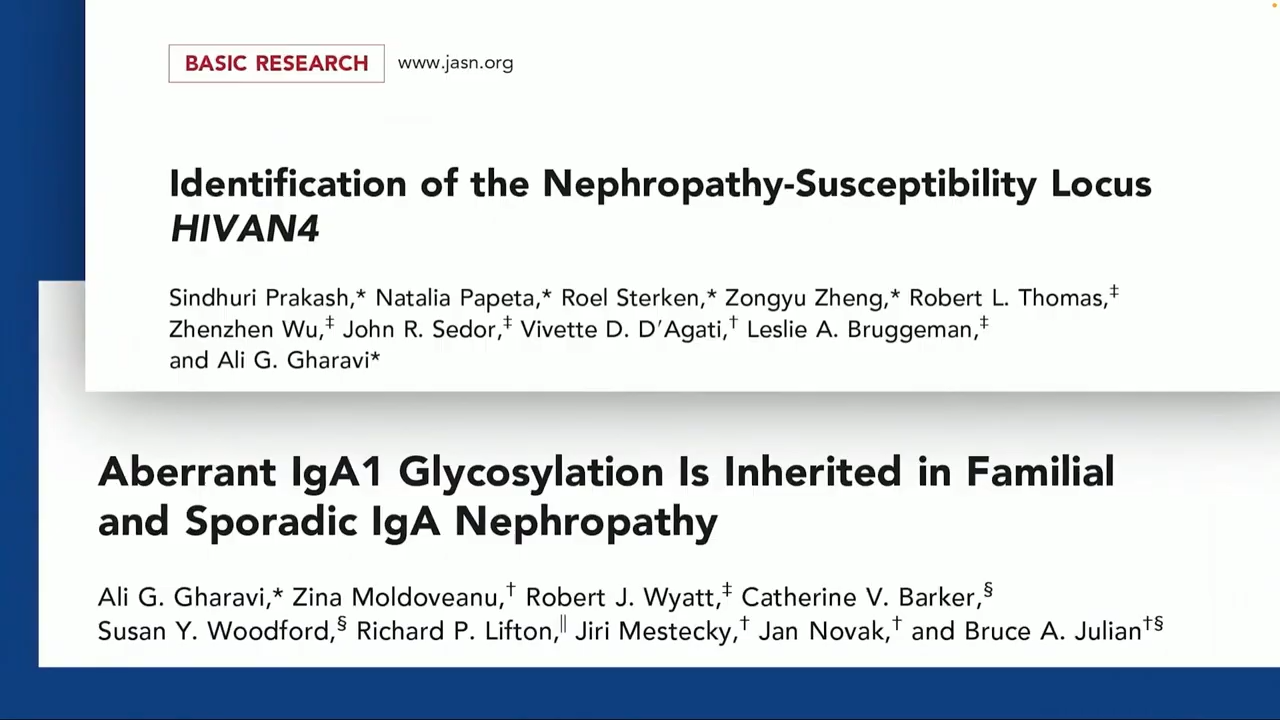 BASIC RESEARCH www.jasn.org
Identification of the Nephropathy-Susceptibility Locus
HIVAN4
Sindhuri Prakash,* Natalia Papeta,* Roel Sterken,* Zongyu Zheng,* Robert L. Thomas,‡
Zhenzhen Wu,‡ John R. Sedor,‡ Vivette D. D’Agati,† Leslie A. Bruggeman,‡
and Ali G. Gharavi*
Aberrant IgA1 Glycosylation Is Inherited in Familial
and Sporadic IgA Nephropathy
Ali G. Gharavi,* Zina Moldoveanu,† Robert J. Wyatt,‡ Catherine V. Barker,§
Susan Y. Woodford,§ Richard P. Lifton,∥ Jiri Mestecky,† Jan Novak,† and Bruce A. Julian†§